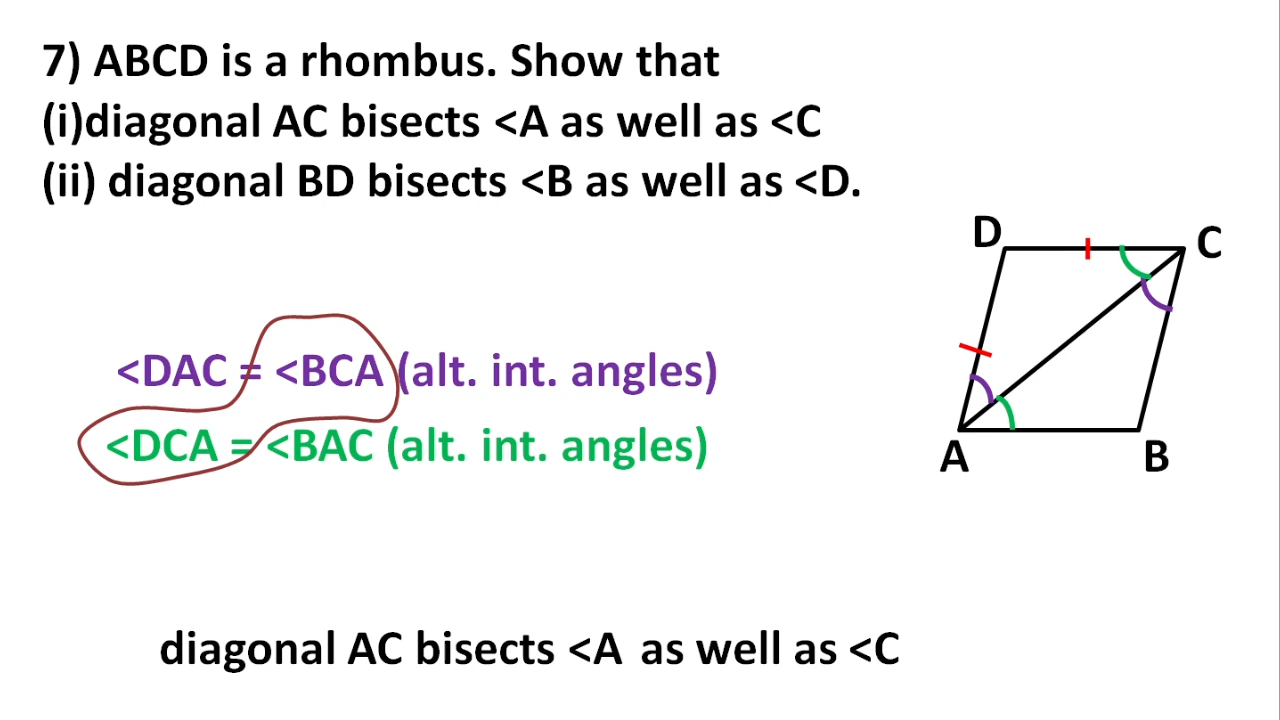 7) ABCD is a rhombus. Show that
(i)diagonal AC bisects <A as well as <C
(ii) diagonal BD bisects <B as well as <D.
D
C
<DAC = <BCA (alt. int. angles)
<DCA = <BAC (alt. int. angles)
A
B
diagonal AC bisects <A as well as <C